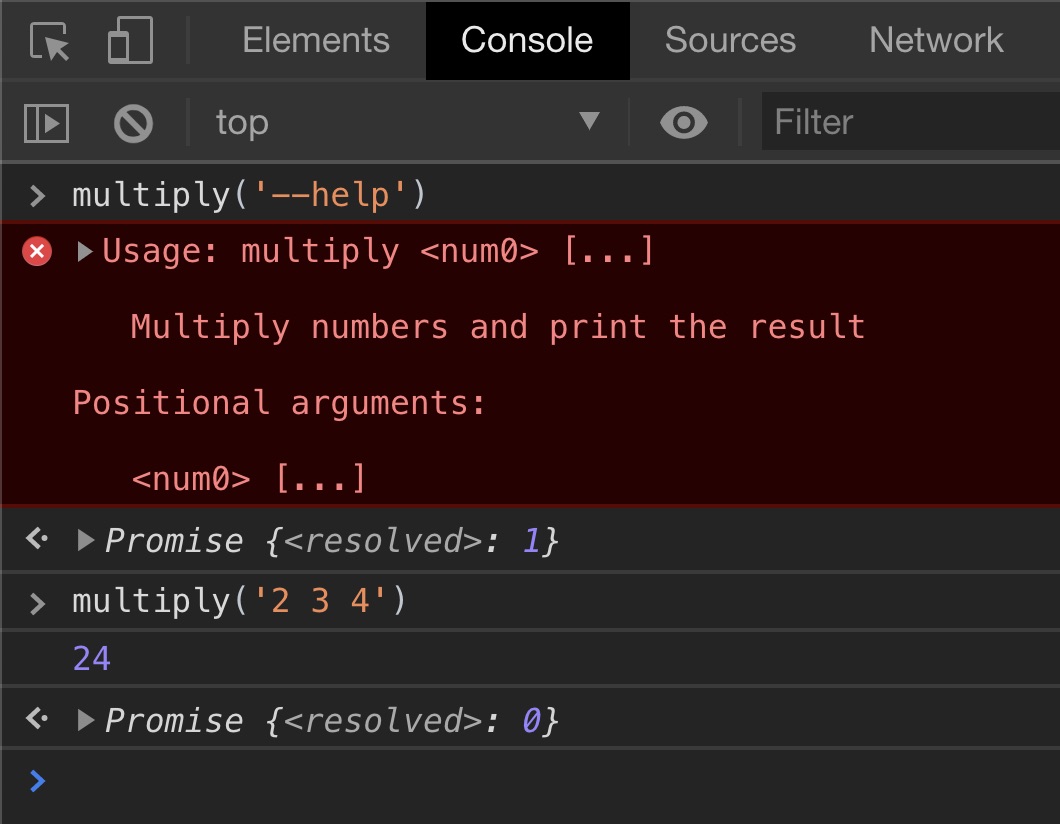 Elements Console Sources Network
top Filter
multiply('--help')
Usage: multiply <num0> [...]
Multiply numbers and print the result
Positional arguments:
<num0> [...]
Promise {<resolved>: 1}
multiply('2 3 4')
24
Promise {<resolved>: 0}